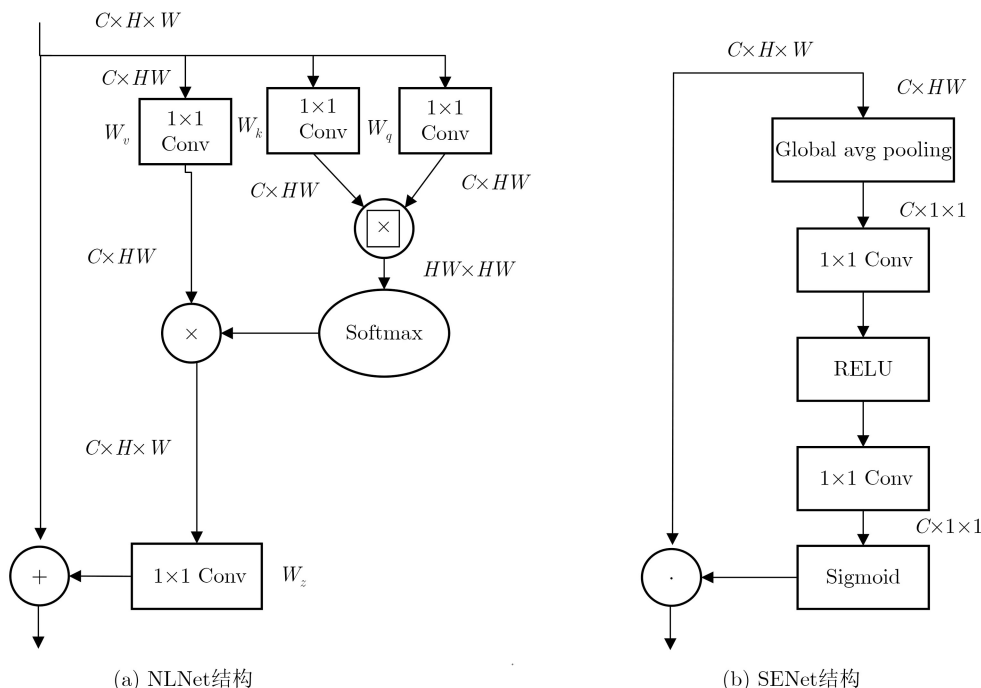 C×H×W
C×HW
W_v
1×1
Conv
W_k
1×1
Conv
W_q
1×1
Conv
C×HW
C×HW
×
C×HW
HW×HW
×
Softmax
C×H×W
+
1×1 Conv
W_z
(a) NLNet结构
C×H×W
C×HW
Global avg pooling
C×1×1
1×1 Conv
RELU
1×1 Conv
C×1×1
·
Sigmoid
(b) SENet结构